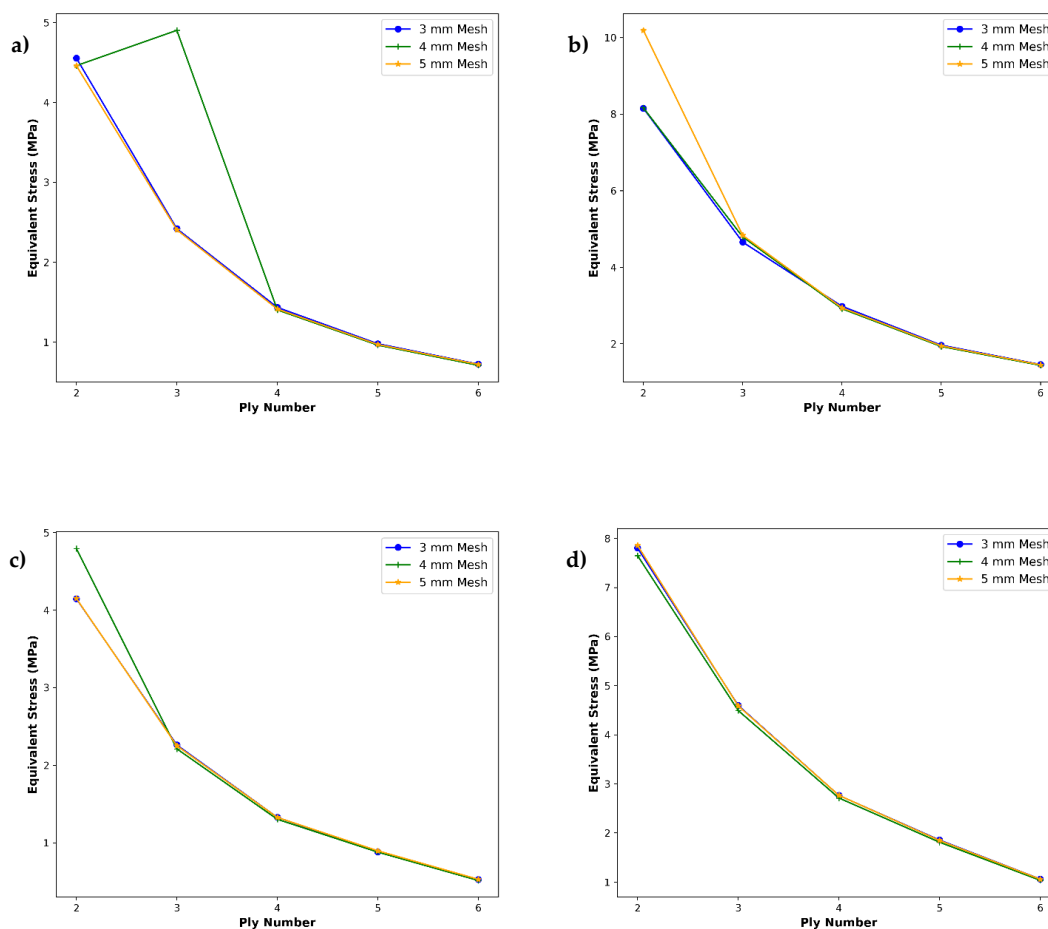 a)
5
4
3
2
1
2 3 4 5 6
Equivalent Stress (MPa)
Ply Number
3 mm Mesh
4 mm Mesh
5 mm Mesh
b)
10
8
6
4
2
2 3 4 5 6
Equivalent Stress (MPa)
Ply Number
3 mm Mesh
4 mm Mesh
5 mm Mesh
c)
5
4
3
2
1
2 3 4 5 6
Equivalent Stress (MPa)
Ply Number
3 mm Mesh
4 mm Mesh
5 mm Mesh
d)
8
7
6
5
4
3
2
1
2 3 4 5 6
Equivalent Stress (MPa)
Ply Number
3 mm Mesh
4 mm Mesh
5 mm Mesh